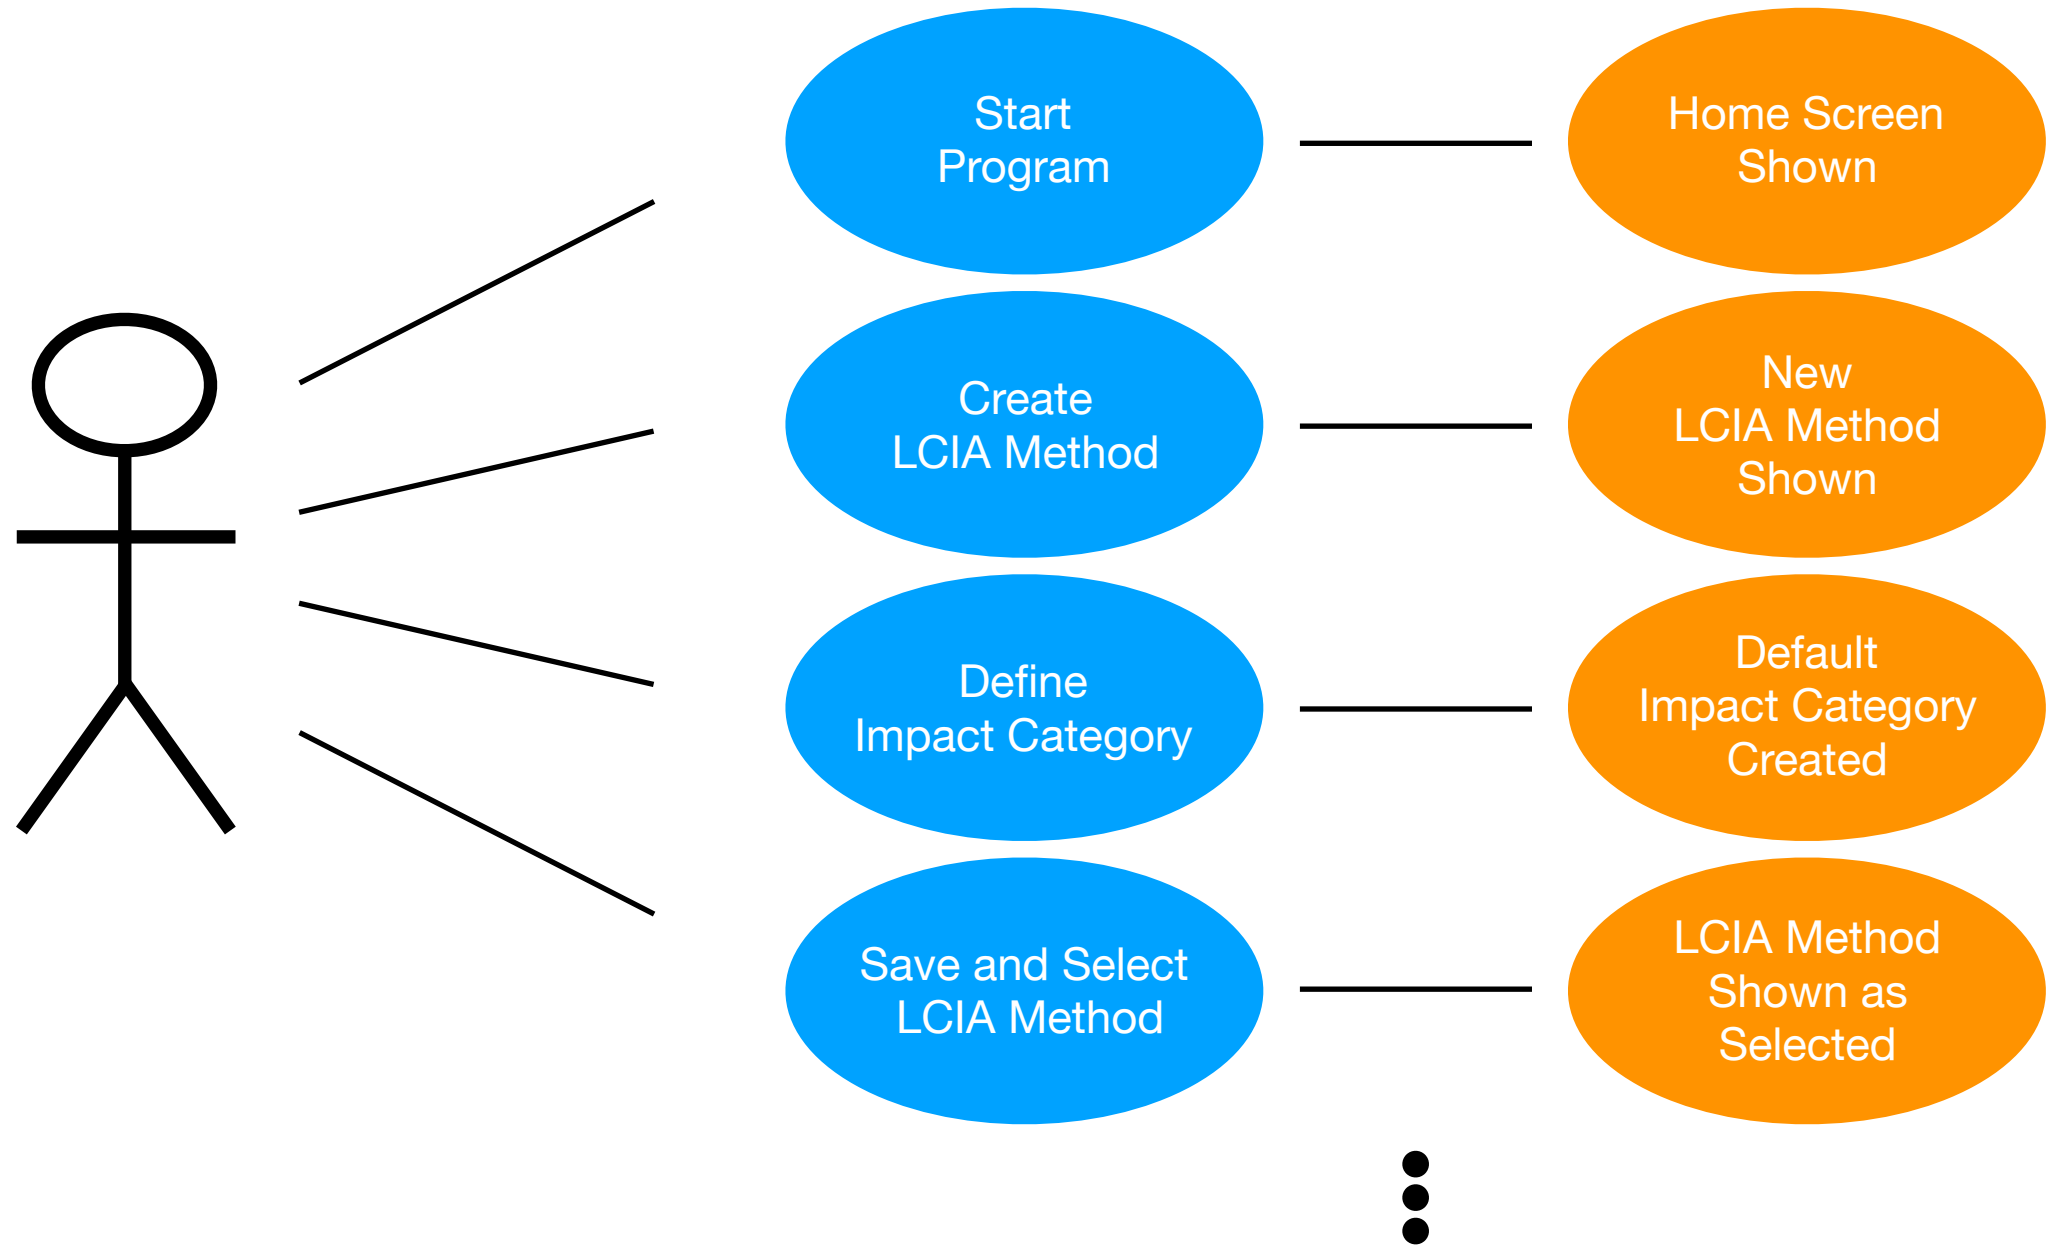 Start
Program
Home Screen
Shown
Create
LCIA Method
New
LCIA Method
Shown
Define
Impact Category
Default
Impact Category
Created
Save and Select
LCIA Method
LCIA Method
Shown as
Selected